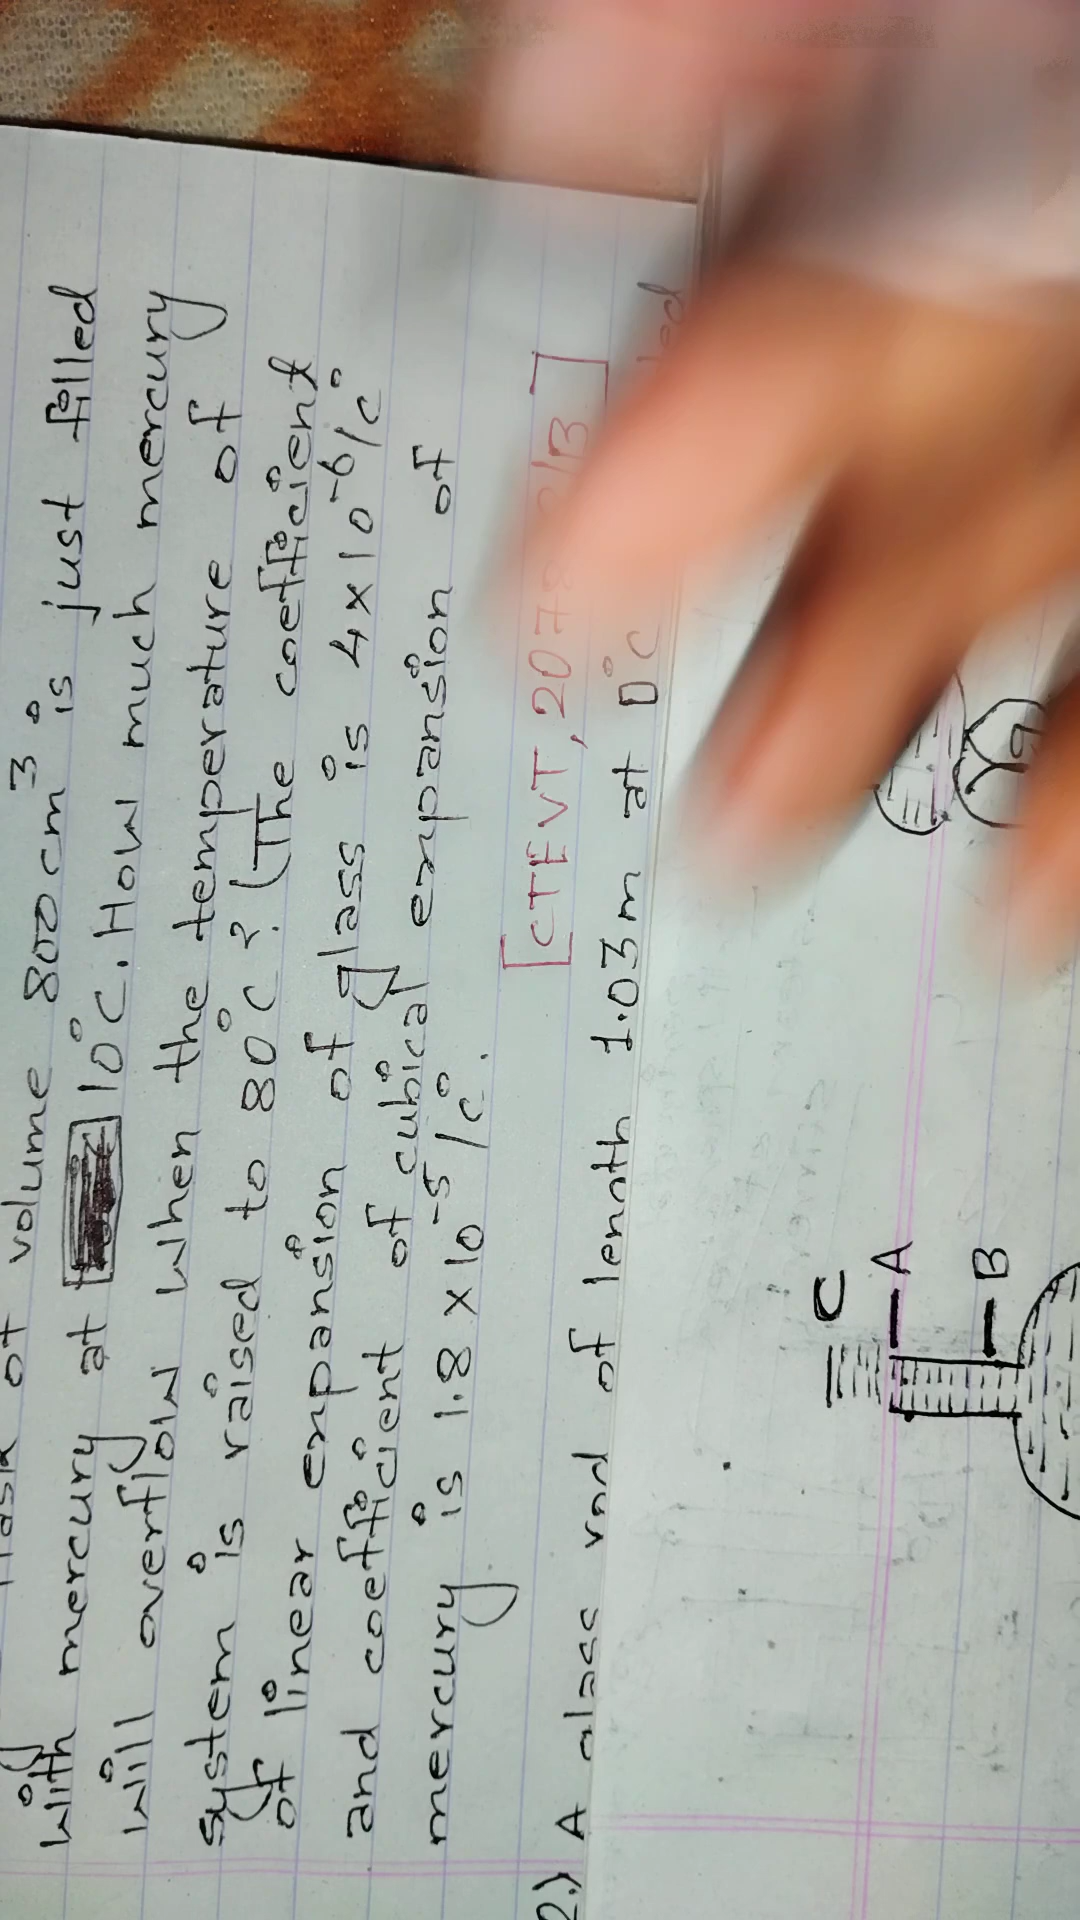 of volume 800 cm³ is just filled
with mercury at 10°C. How much mercury
will overflow when the temperature of
system is raised to 80°C? (The coefficient
of linear expansion of glass is 4 × 10⁻⁶/c°
and coefficient of cubical expansion of
mercury is 1.8 × 10⁻⁵/c°.
[CTEVT, 207
2.) A glass rod of length 1.03m at 0°C
C
A
B